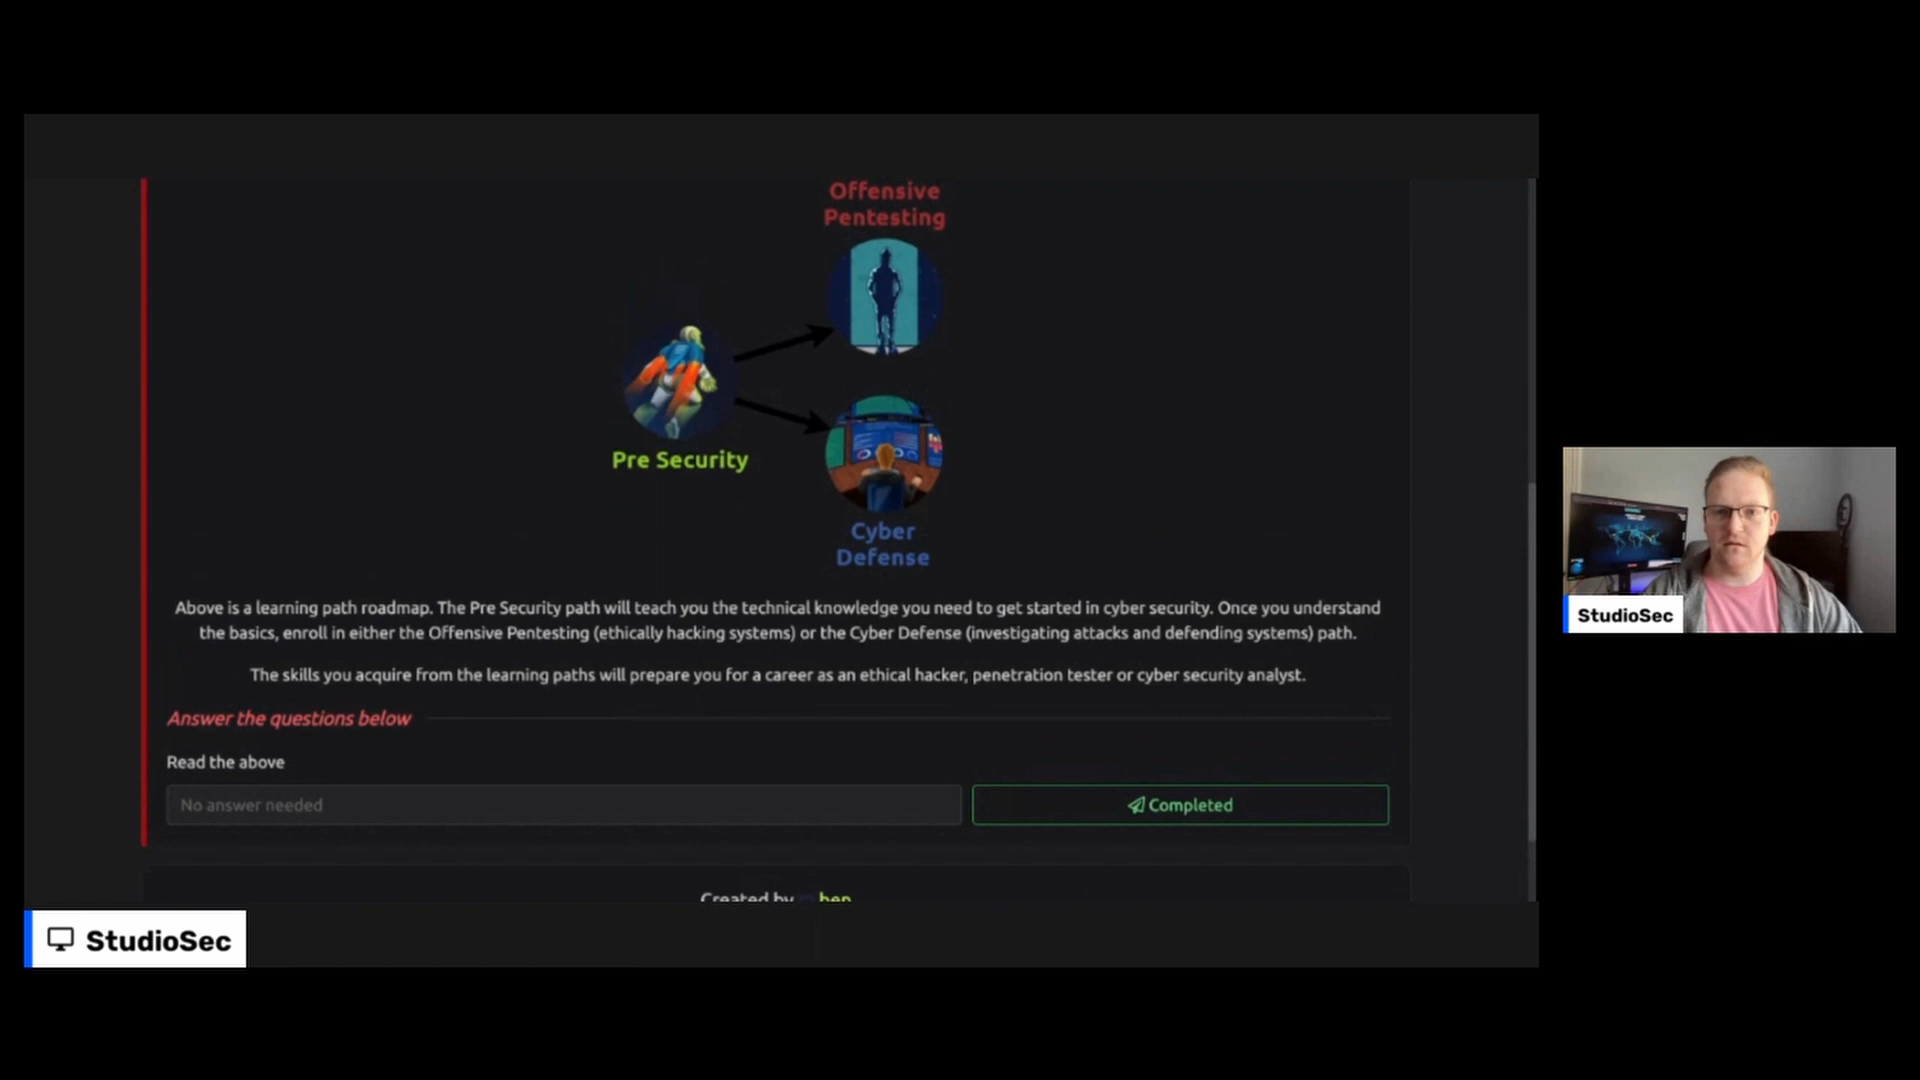 Offensive
Pentesting
Pre Security
Cyber
Defense
Above is a learning path roadmap. The Pre Security path will teach you the technical knowledge you need to get started in cyber security. Once you understand
the basics, enroll in either the Offensive Pentesting (ethically hacking systems) or the Cyber Defense (investigating attacks and defending systems) path.
The skills you acquire from the learning paths will prepare you for a career as an ethical hacker, penetration tester or cyber security analyst.
Answer the questions below
Read the above
No answer needed
Completed
Created by ben
StudioSec
StudioSec